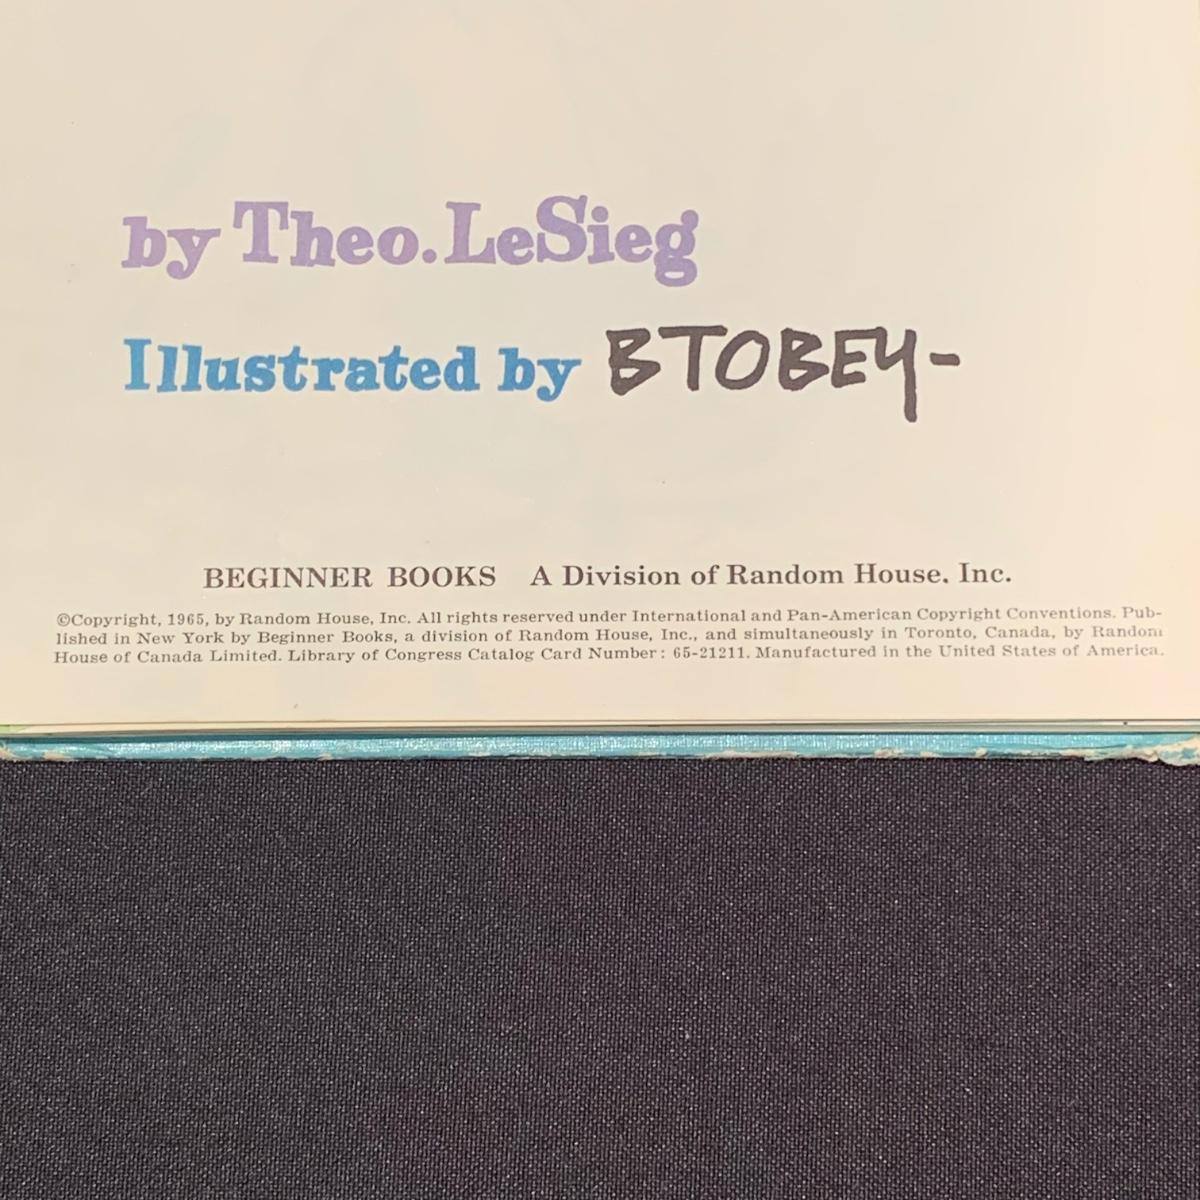 by Theo. LeSieg
Illustrated by BTOBEY-
BEGINNER BOOKS A Division of Random House. Inc.
©Copyright, 1965, by Random House, Inc. All rights reserved under International and Pan-American Copyright Conventions. Pub-
lished in New York by Beginner Books, a division of Random House, Inc., and simultaneously in Toronto, Canada, by Random
House of Canada Limited. Library of Congress Catalog Card Number: 65-21211. Manufactured in the United States of America.